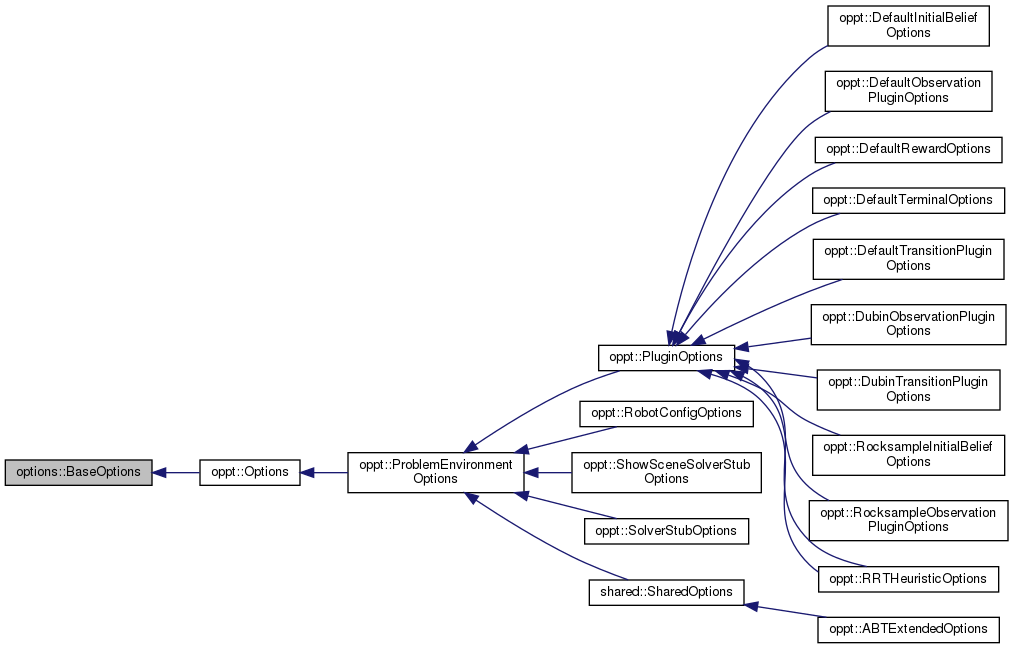 options::BaseOptions
oppt::Options
oppt::ProblemEnvironment
Options
oppt::PluginOptions
oppt::RobotConfigOptions
oppt::ShowSceneSolverStub
Options
oppt::SolverStubOptions
shared::SharedOptions
oppt::DefaultInitialBelief
Options
oppt::DefaultObservation
PluginOptions
oppt::DefaultRewardOptions
oppt::DefaultTerminalOptions
oppt::DefaultTransitionPlugin
Options
oppt::DubinObservationPlugin
Options
oppt::DubinTransitionPlugin
Options
oppt::RocksampleInitialBelief
Options
oppt::RocksampleObservation
PluginOptions
oppt::RRTHeuristicOptions
oppt::ABTExtendedOptions